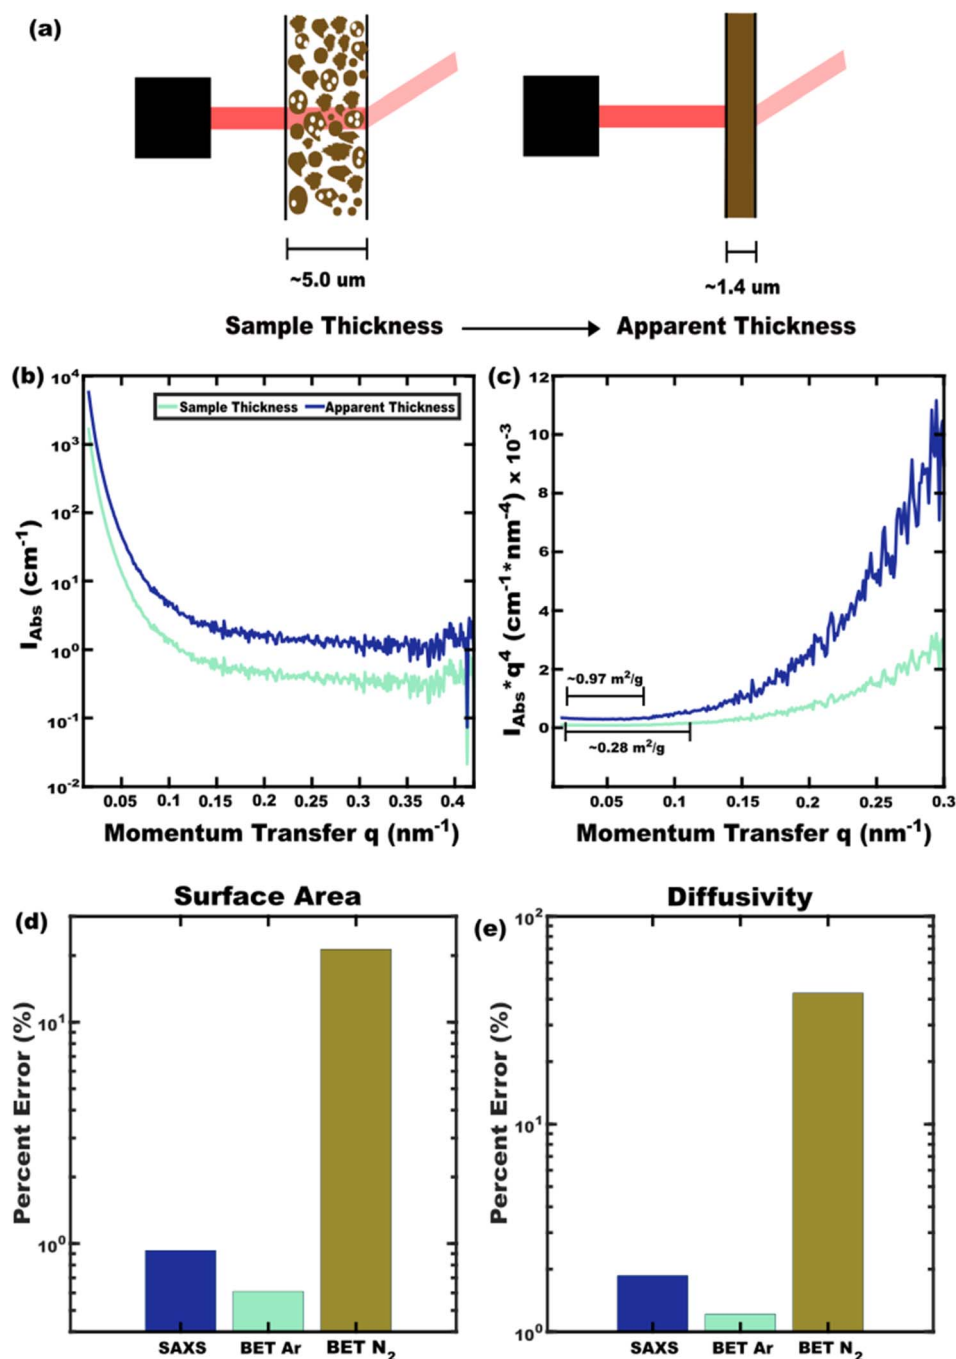 (a)
~5.0 um
~1.4 um
Sample Thickness
Apparent Thickness
(b)
10^4
10^3
10^2
10^1
10^0
10^-1
10^-2
I_Abs (cm^-1)
Sample Thickness
Apparent Thickness
0.05 0.1 0.15 0.2 0.25 0.3 0.35 0.4
Momentum Transfer q (nm^-1)
(c)
12
10
8
6
4
2
0
I_Abs*q^4 (cm^-1*nm^-4) x 10^-3
~0.97 m^2/g
~0.28 m^2/g
0.05 0.1 0.15 0.2 0.25 0.3
Momentum Transfer q (nm^-1)
Surface Area
(d)
10^1
10^0
Percent Error (%)
SAXS BET Ar BET N_2
Diffusivity
(e)
10^2
10^1
10^0
Percent Error (%)
SAXS BET Ar BET N_2